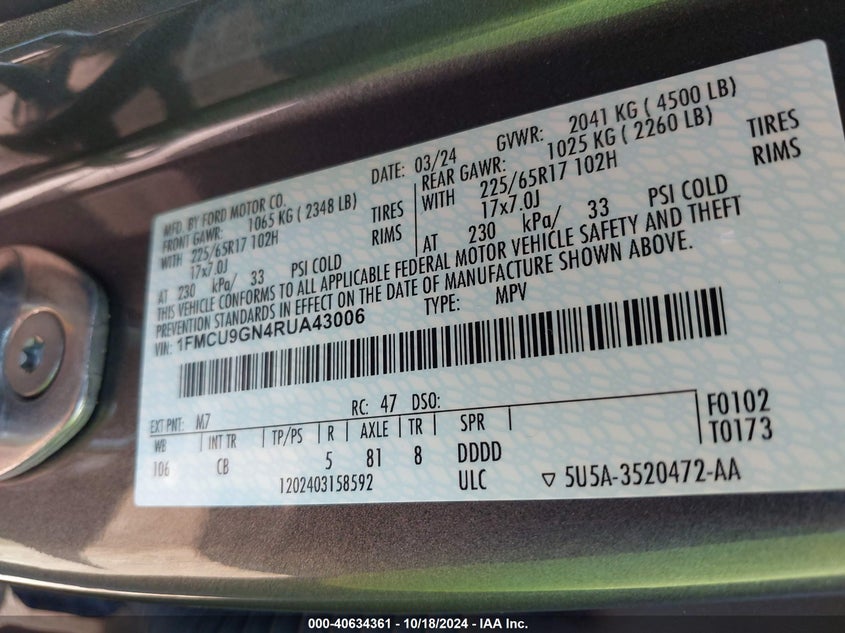 MFD. BY FORD MOTOR CO.
DATE: 03/24
GVWR: 2041 KG ( 4500 LB)
FRONT GAWR: 1065 KG ( 2348 LB)
REAR GAWR: 1025 KG ( 2260 LB)
WITH 225/65R17 102H TIRES
WITH 225/65R17 102H TIRES
17x7.0J RIMS
17x7.0J RIMS
AT 230 kPa/ 33 PSI COLD
AT 230 kPa/ 33 PSI COLD
THIS VEHICLE CONFORMS TO ALL APPLICABLE FEDERAL MOTOR VEHICLE SAFETY AND THEFT
PREVENTION STANDARDS IN EFFECT ON THE DATE OF MANUFACTURE SHOWN ABOVE.
VIN: 1FMCU9GN4RUA43006
TYPE: MPV
EXT PNT: M7 RC: 47 DSO:
F0102
WB INT TR TP/PS R AXLE TR SPR
T0173
106 CB 5 81 8 DDDD
1202403158592 ULC 5U5A-3520472-AA
000-40634361 - 10/18/2024 - IAA Inc.